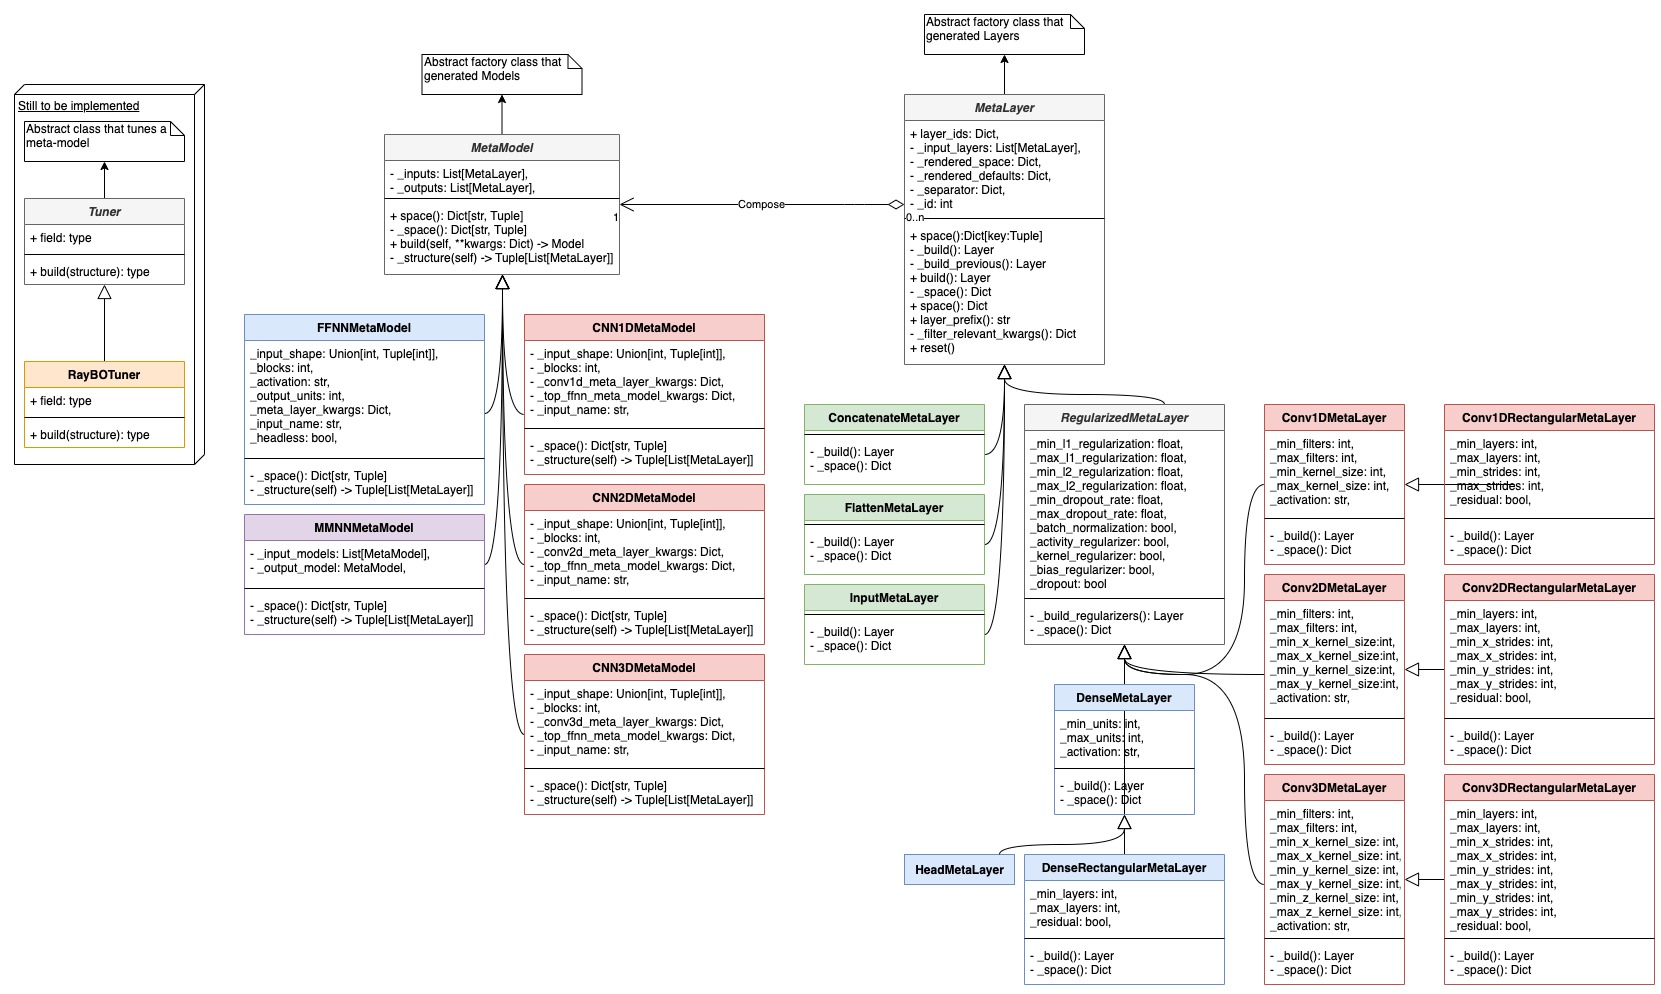 Still to be implemented
Abstract class that tunes a
meta-model
Tuner
+ field: type
+ build(structure): type
RayBOTuner
+ field: type
+ build(structure): type
Abstract factory class that
generated Models
MetaModel
- _inputs: List[MetaLayer],
- _outputs: List[MetaLayer],
+ space(): Dict[str, Tuple]
- _space(): Dict[str, Tuple]
+ build(self, **kwargs: Dict) -> Model
- _structure(self) -> Tuple[List[MetaLayer]]
1
Compose
0..n
FFNNMetaModel
_input_shape: Union[int, Tuple[int]],
_blocks: int,
_activation: str,
_output_units: int,
_meta_layer_kwargs: Dict,
_input_name: str,
_headless: bool,
- _space(): Dict[str, Tuple]
- _structure(self) -> Tuple[List[MetaLayer]]
MMNNMetaModel
- _input_models: List[MetaModel],
- _output_model: MetaModel,
- _space(): Dict[str, Tuple]
- _structure(self) -> Tuple[List[MetaLayer]]
CNN1DMetaModel
- _input_shape: Union[int, Tuple[int]],
- _blocks: int,
- _conv1d_meta_layer_kwargs: Dict,
- _top_ffnn_meta_model_kwargs: Dict,
- _input_name: str,
- _space(): Dict[str, Tuple]
- _structure(self) -> Tuple[List[MetaLayer]]
CNN2DMetaModel
- _input_shape: Union[int, Tuple[int]],
- _blocks: int,
- _conv2d_meta_layer_kwargs: Dict,
- _top_ffnn_meta_model_kwargs: Dict,
- _input_name: str,
- _space(): Dict[str, Tuple]
- _structure(self) -> Tuple[List[MetaLayer]]
CNN3DMetaModel
- _input_shape: Union[int, Tuple[int]],
- _blocks: int,
- _conv3d_meta_layer_kwargs: Dict,
- _top_ffnn_meta_model_kwargs: Dict,
- _input_name: str,
- _space(): Dict[str, Tuple]
- _structure(self) -> Tuple[List[MetaLayer]]
Abstract factory class that
generated Layers
MetaLayer
+ layer_ids: Dict,
- _input_layers: List[MetaLayer],
- _rendered_space: Dict,
- _rendered_defaults: Dict,
- _separator: Dict,
- _id: int
+ space():Dict[key:Tuple]
- _build(): Layer
- _build_previous(): Layer
+ build(): Layer
- _space(): Dict
+ space(): Dict
+ layer_prefix(): str
- _filter_relevant_kwargs(): Dict
+ reset()
ConcatenateMetaLayer
- _build(): Layer
- _space(): Dict
FlattenMetaLayer
- _build(): Layer
- _space(): Dict
InputMetaLayer
- _build(): Layer
- _space(): Dict
RegularizedMetaLayer
_min_l1_regularization: float,
_max_l1_regularization: float,
_min_l2_regularization: float,
_max_l2_regularization: float,
_min_dropout_rate: float,
_max_dropout_rate: float,
_batch_normalization: bool,
_activity_regularizer: bool,
_kernel_regularizer: bool,
_bias_regularizer: bool,
_dropout: bool
- _build_regularizers(): Layer
- _space(): Dict
DenseMetaLayer
_min_units: int,
_max_units: int,
_activation: str,
- _build(): Layer
- _space(): Dict
HeadMetaLayer
DenseRectangularMetaLayer
_min_layers: int,
_max_layers: int,
_residual: bool,
- _build(): Layer
- _space(): Dict
Conv1DMetaLayer
_min_filters: int,
_max_filters: int,
_min_kernel_size: int,
_max_kernel_size: int,
_activation: str,
- _build(): Layer
- _space(): Dict
Conv1DRectangularMetaLayer
_min_layers: int,
_max_layers: int,
_min_strides: int,
_max_strides: int,
_residual: bool,
- _build(): Layer
- _space(): Dict
Conv2DMetaLayer
_min_filters: int,
_max_filters: int,
_min_x_kernel_size:int,
_max_x_kernel_size:int,
_min_y_kernel_size:int,
_max_y_kernel_size:int,
_activation: str,
- _build(): Layer
- _space(): Dict
Conv2DRectangularMetaLayer
_min_layers: int,
_max_layers: int,
_min_x_strides: int,
_max_x_strides: int,
_min_y_strides: int,
_max_y_strides: int,
_residual: bool,
- _build(): Layer
- _space(): Dict
Conv3DMetaLayer
_min_filters: int,
_max_filters: int,
_min_x_kernel_size: int,
_max_x_kernel_size: int,
_min_y_kernel_size: int,
_max_y_kernel_size: int,
_min_z_kernel_size: int,
_max_z_kernel_size: int,
_activation: str,
- _build(): Layer
- _space(): Dict
Conv3DRectangularMetaLayer
_min_layers: int,
_max_layers: int,
_min_x_strides: int,
_max_x_strides: int,
_min_y_strides: int,
_max_y_strides: int,
_min_y_strides: int,
_max_y_strides: int,
_residual: bool,
- _build(): Layer
- _space(): Dict